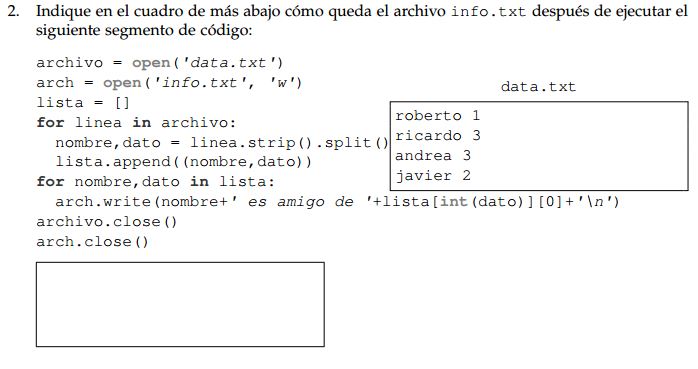 2. Indique en el cuadro de más abajo cómo queda el archivo info.txt después de ejecutar el
siguiente segmento de código:
archivo = open('data.txt')
arch = open('info.txt', 'w')
lista = []
for linea in archivo:
  nombre,dato = linea.strip().split()
  lista.append((nombre,dato))
for nombre,dato in lista:
  arch.write(nombre+' es amigo de '+lista[int(dato)][0]+'\n')
archivo.close()
arch.close()
data.txt
roberto 1
ricardo 3
andrea 3
javier 2